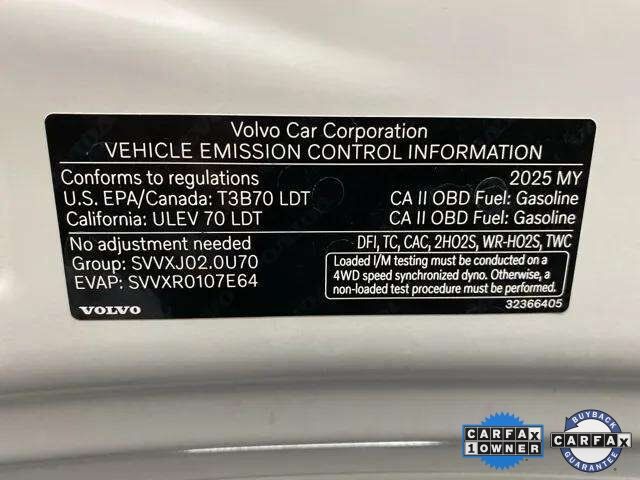 Volvo Car Corporation
VEHICLE EMISSION CONTROL INFORMATION
Conforms to regulations 2025 MY
U.S. EPA/Canada: T3B70 LDT CA II OBD Fuel: Gasoline
California: ULEV 70 LDT CA II OBD Fuel: Gasoline
No adjustment needed DFI, TC, CAC, 2HO2S, WR-HO2S, TWC
Group: SVVXJ02.0U70
EVAP: SVVXR0107E64
Loaded I/M testing must be conducted on a
4WD speed synchronized dyno. Otherwise, a
non-loaded test procedure must be performed.
32366405
VOLVO
CARFAX
1 OWNER
BUYBACK
CARFAX
GUARANTEE